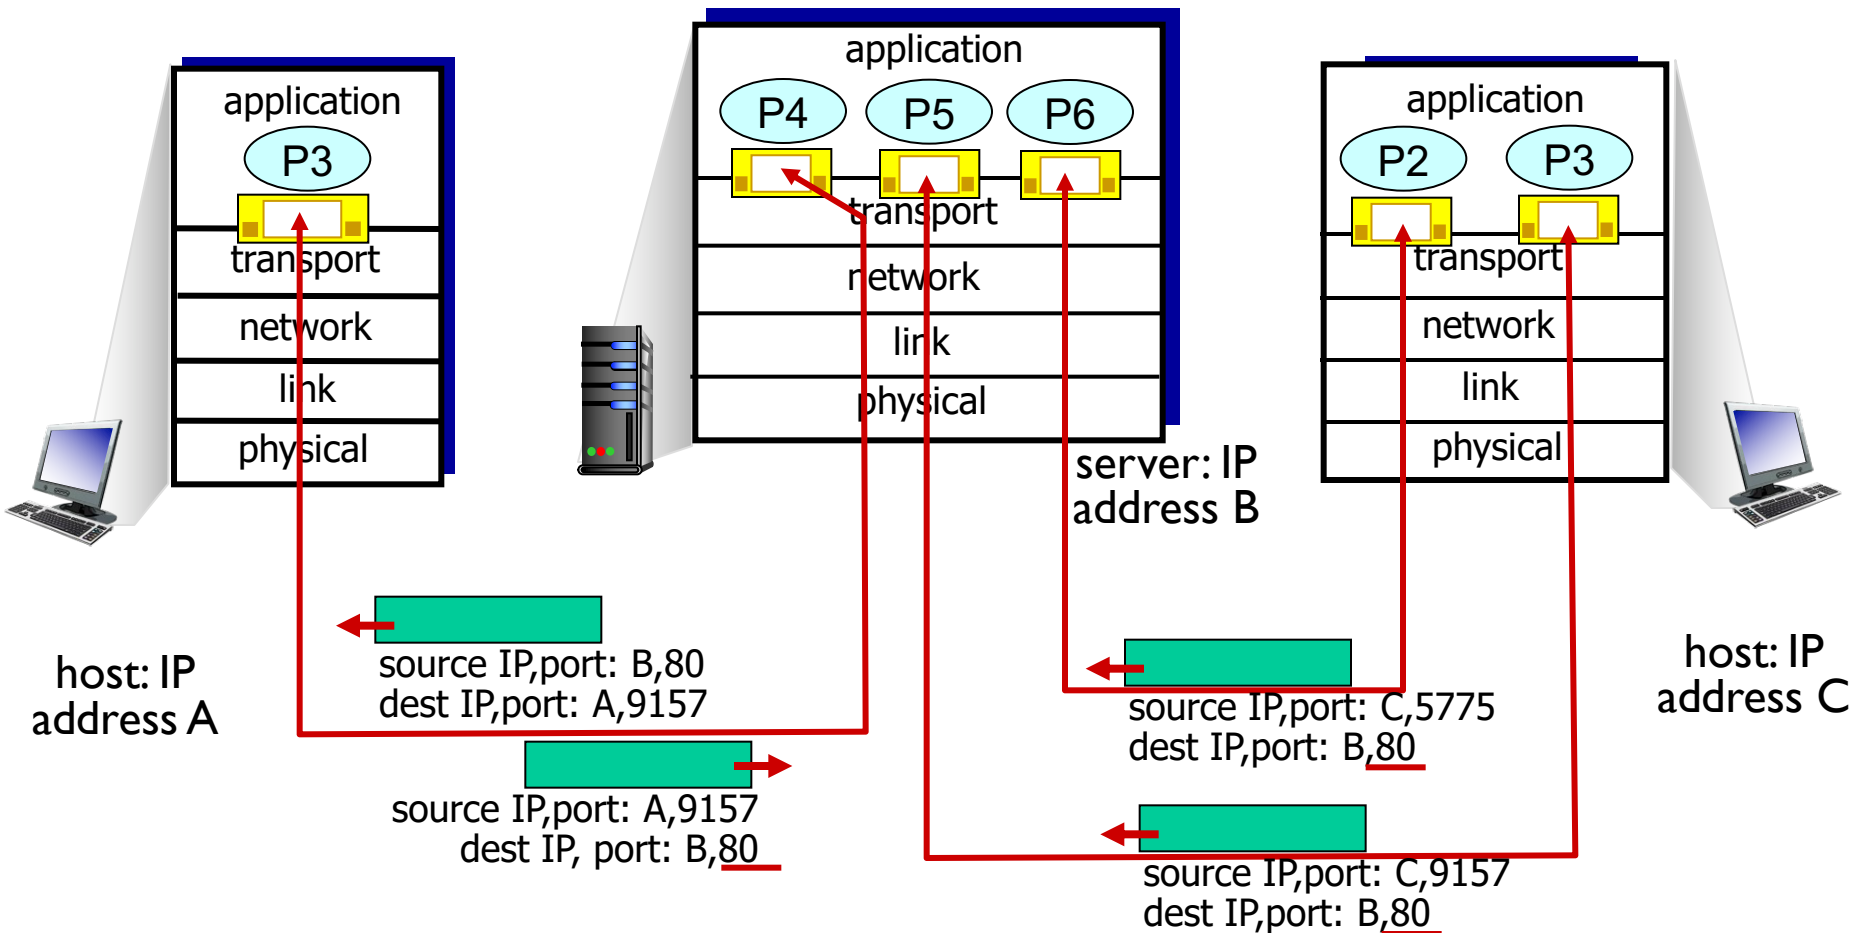 application
P3
transport
network
link
physical
host: IP
address A
application
P4
P5
P6
transport
network
link
physical
server: IP
address B
application
P2
P3
transport
network
link
physical
host: IP
address C
source IP,port: B,80
dest IP,port: A,9157
source IP,port: A,9157
dest IP, port: B,80
source IP,port: C,5775
dest IP,port: B,80
source IP,port: C,9157
dest IP,port: B,80